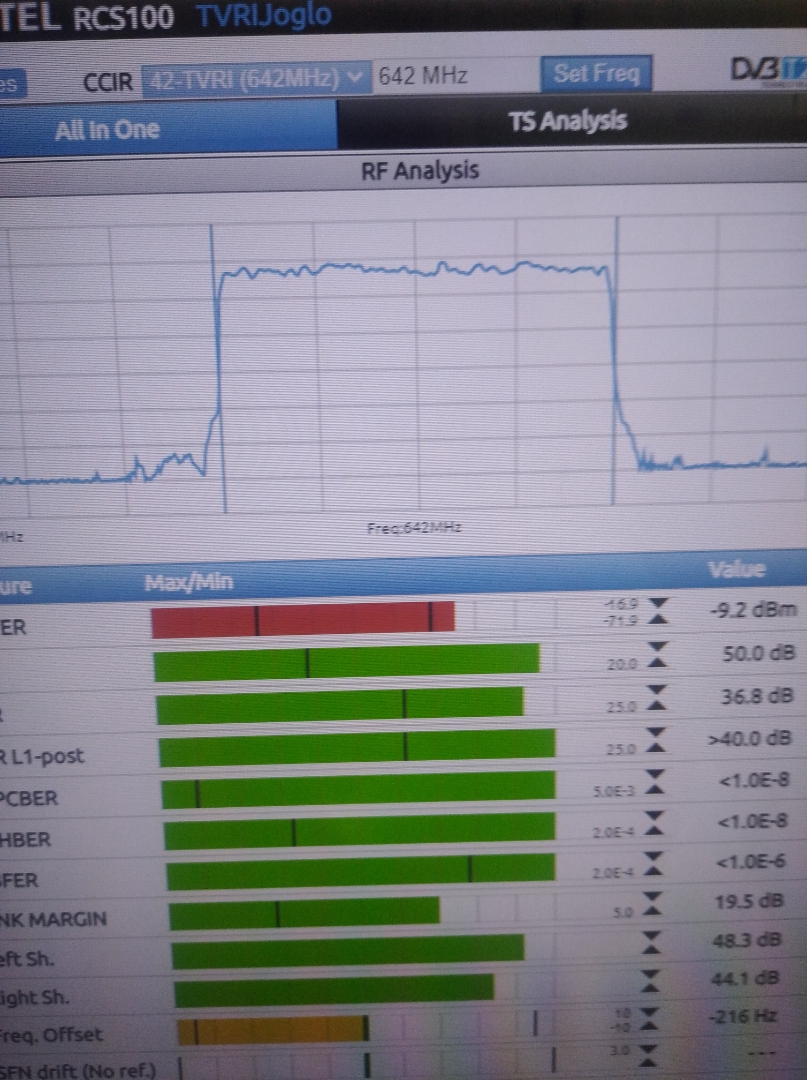 TEL RCS100 TVRIJoglo
es CCIR 42-TVRI (642MHz) 642 MHz Set Freq DVB T2
All In One TS Analysis
RF Analysis
MHz Freq:642MHz
ure Max/Min Value
ER -16.9 -71.9 -9.2 dBm
20.0 50.0 dB
R 25.0 36.8 dB
R L1-post 25.0 >40.0 dB
PCBER 5.0E-3 <1.0E-8
HBER 2.0E-4 <1.0E-8
FER 2.0E-4 <1.0E-6
NK MARGIN 5.0 19.5 dB
eft Sh. 48.3 dB
ight Sh. 44.1 dB
Freq. Offset 10 -10 -216 Hz
SFN drift (No ref.) 3.0 ---